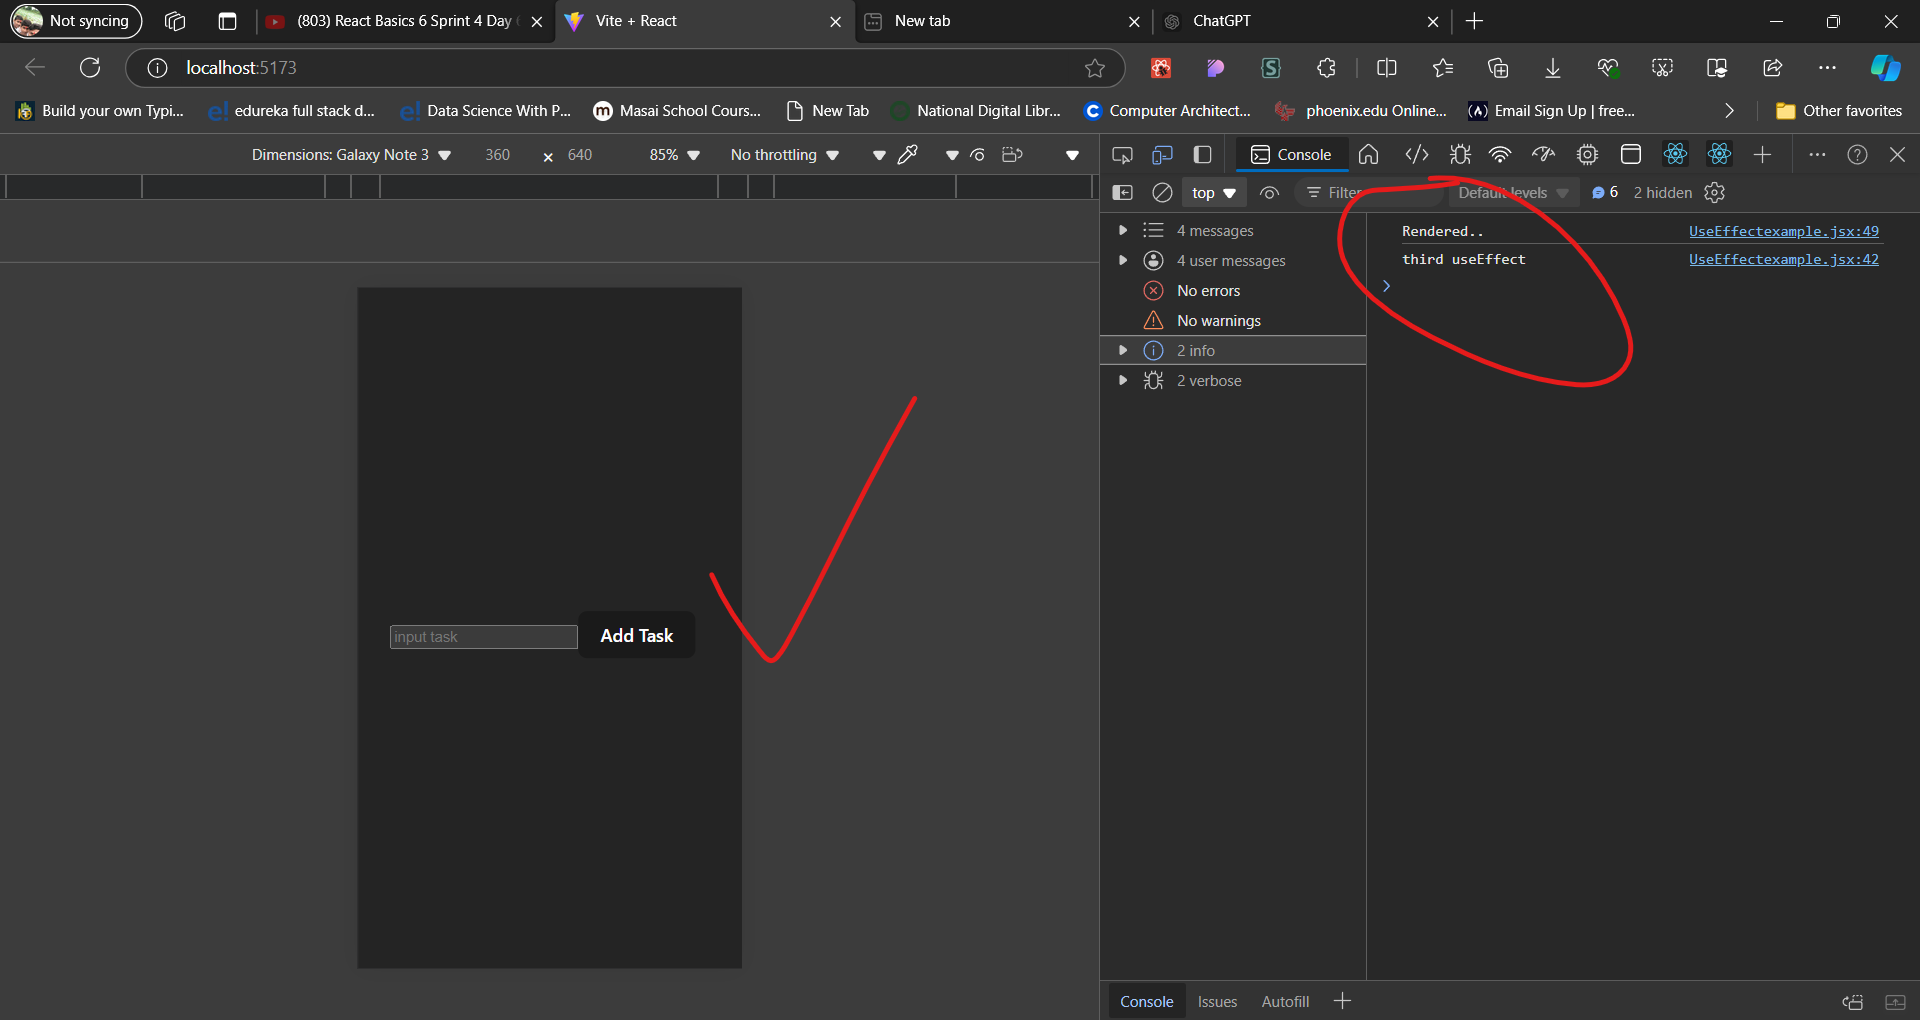 Not syncing
(803) React Basics 6 Sprint 4 Day
Vite + React
New tab
ChatGPT
localhost:5173
Build your own Typi...
edureka full stack d...
Data Science With P...
Masai School Cours...
New Tab
National Digital Libr...
Computer Architect...
phoenix.edu Online...
Email Sign Up | free...
Other favorites
Dimensions: Galaxy Note 3
360
×
640
85%
No throttling
Console
top
Filter
Default levels
6
2 hidden
4 messages
4 user messages
No errors
No warnings
2 info
2 verbose
Rendered..
UseEffectexample.jsx:49
third useEffect
UseEffectexample.jsx:42
input task
Add Task
Console
Issues
Autofill